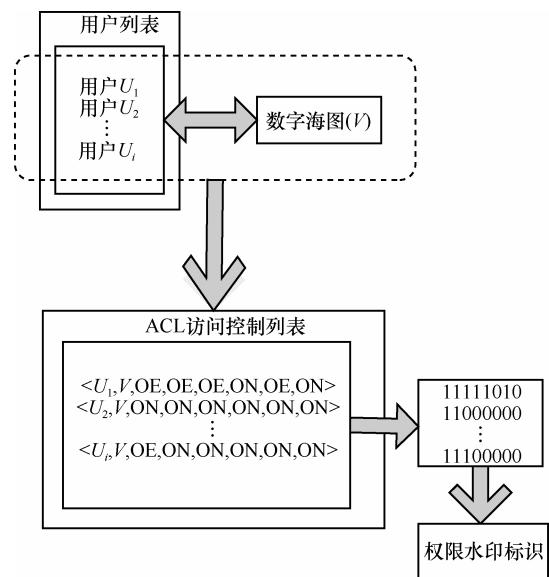 用户列表
用户U₁
用户U₂
⋮
用户Uᵢ
数字海图(V)
ACL访问控制列表
<U₁,V,OE,OE,OE,ON,OE,ON>
<U₂,V,ON,ON,ON,ON,ON,ON>
⋮
<Uᵢ,V,OE,ON,ON,ON,ON,ON>
11111010
11000000
⋮
11100000
权限水印标识